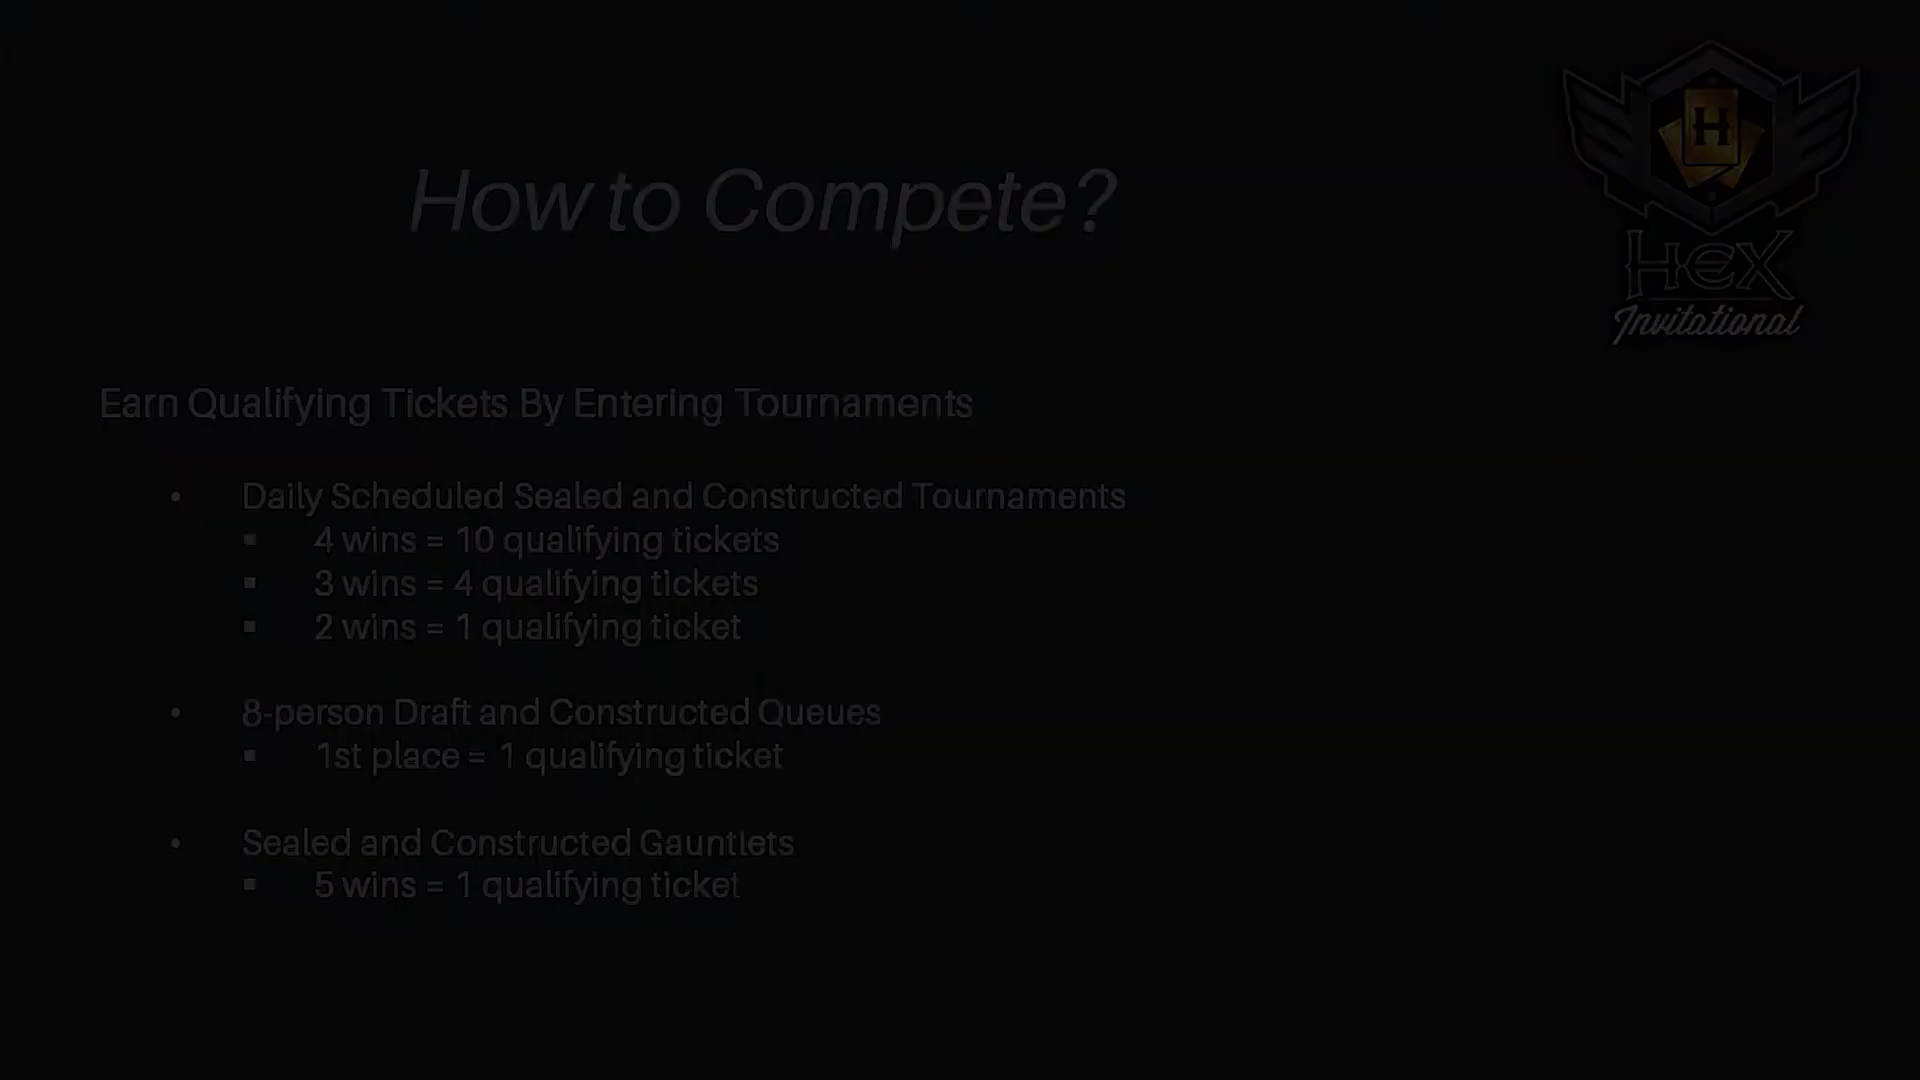 H
HEX
Invitational
How to Compete?
Earn Qualifying Tickets By Entering Tournaments
• Daily Scheduled Sealed and Constructed Tournaments
▪ 4 wins = 10 qualifying tickets
▪ 3 wins = 4 qualifying tickets
▪ 2 wins = 1 qualifying ticket
• 8-person Draft and Constructed Queues
▪ 1st place = 1 qualifying ticket
• Sealed and Constructed Gauntlets
▪ 5 wins = 1 qualifying ticket